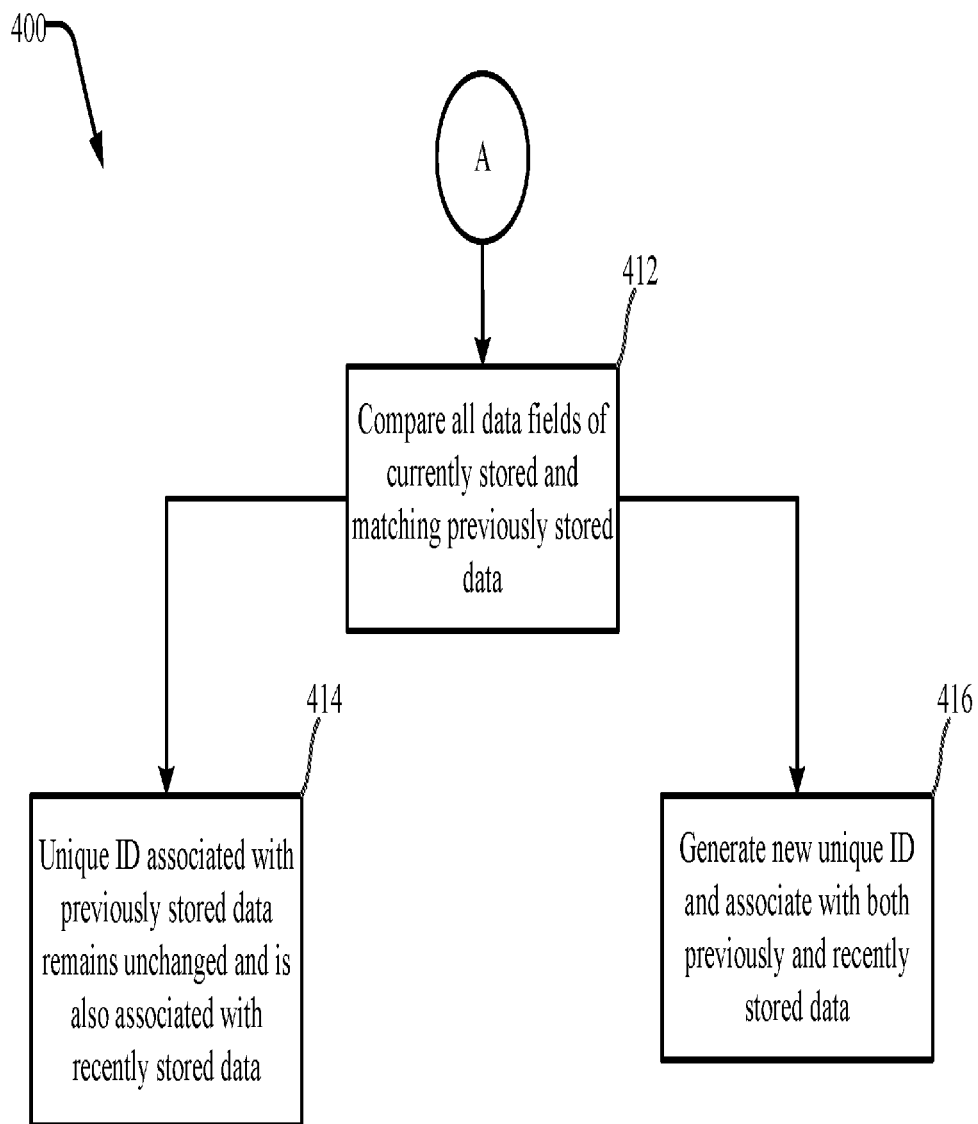 400
A
412
Compare all data fields of
currently stored and
matching previously stored
data
414
Unique ID associated with
previously stored data
remains unchanged and is
also associated with
recently stored data
416
Generate new unique ID
and associate with both
previously and recently
stored data